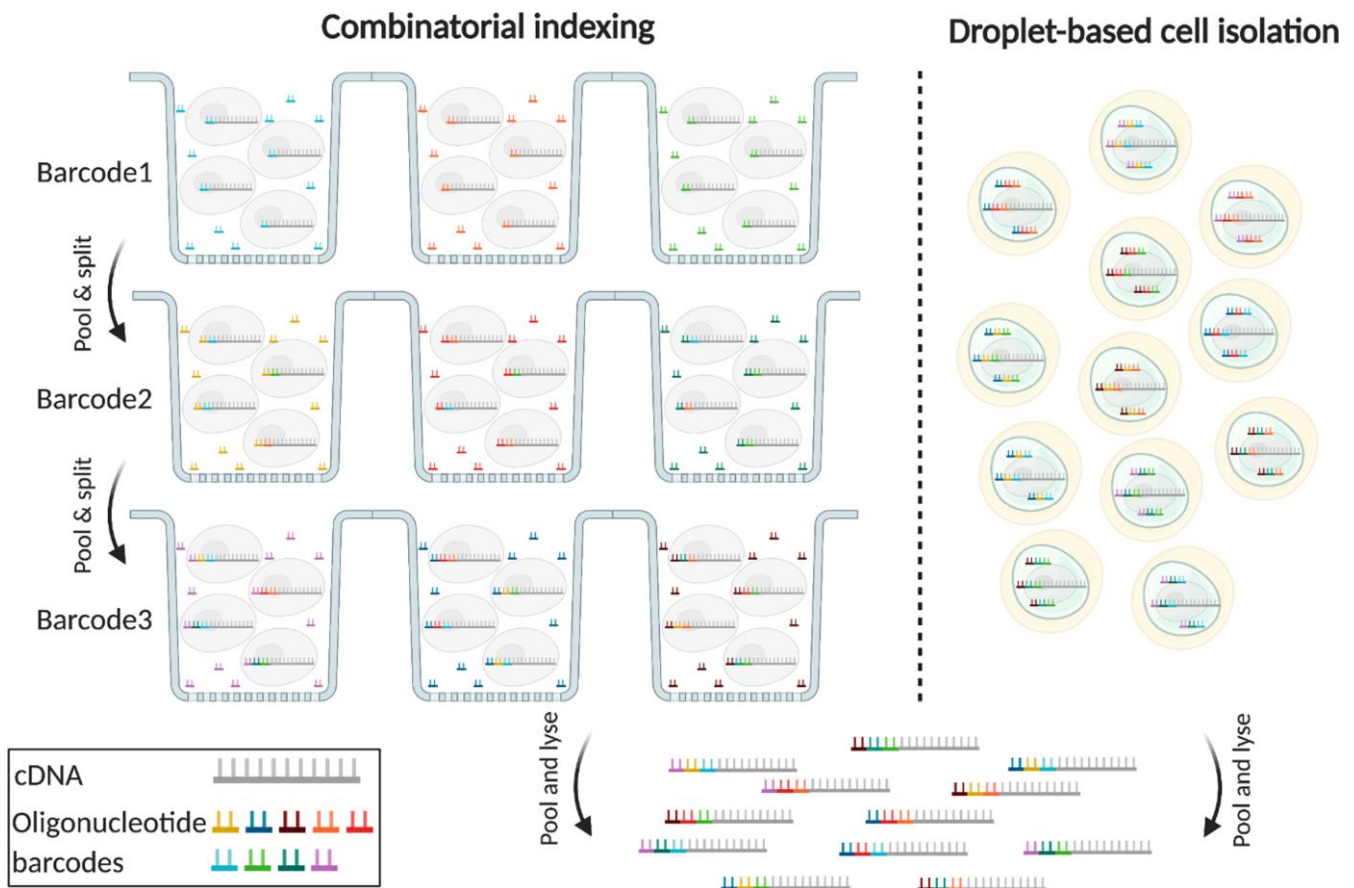 Combinatorial indexing
Droplet-based cell isolation
Barcode1
Pool & split
Barcode2
Pool & split
Barcode3
Pool and lyse
Pool and lyse
cDNA
Oligonucleotide
barcodes